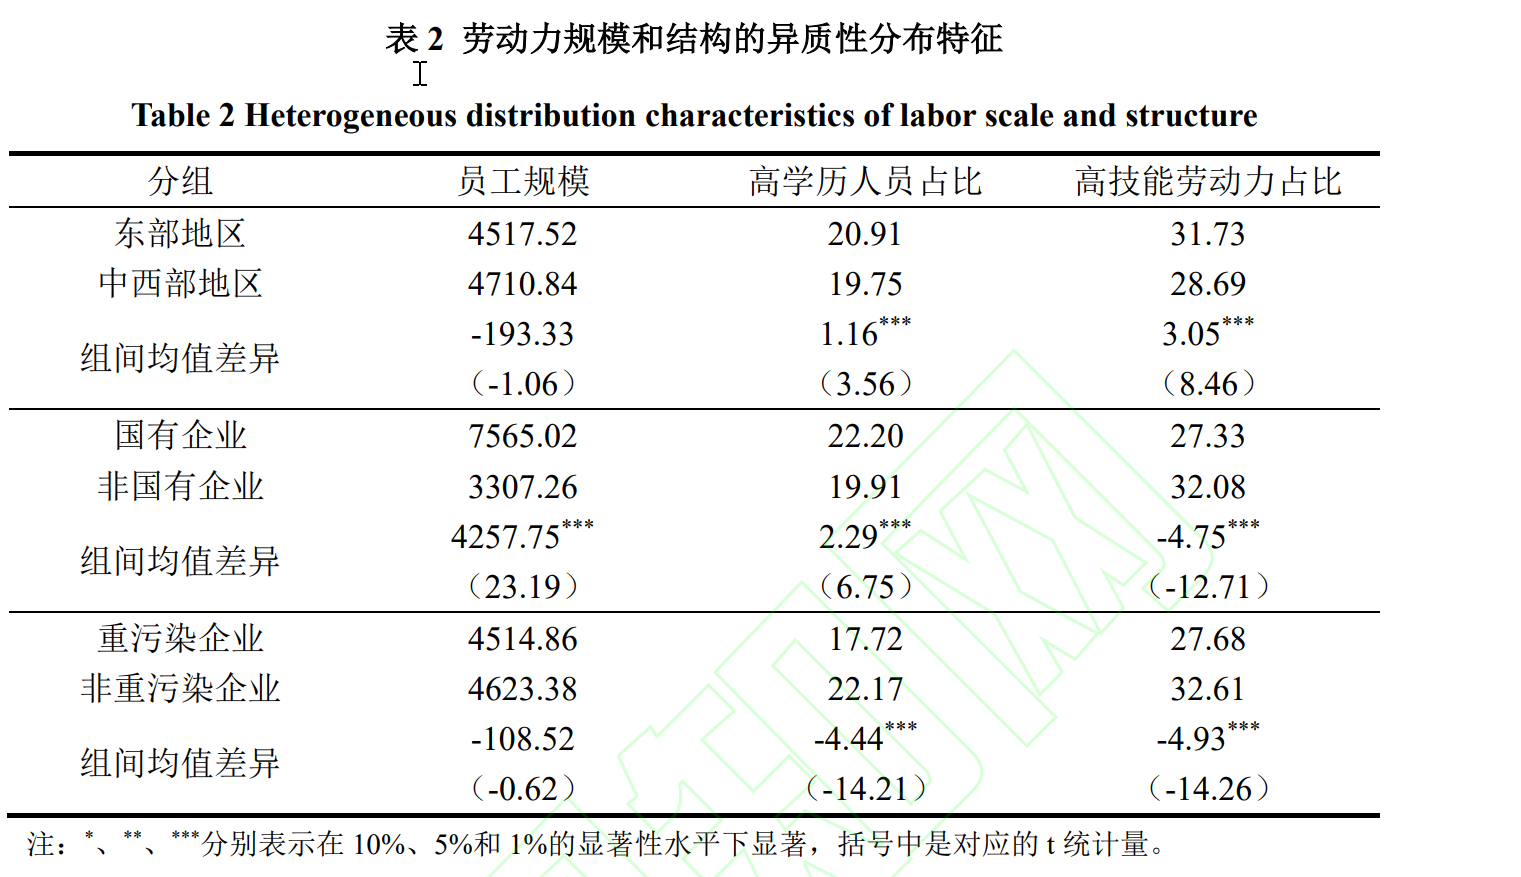 表 2 劳动力规模和结构的异质性分布特征
Table 2 Heterogeneous distribution characteristics of labor scale and structure
分组 员工规模 高学历人员占比 高技能劳动力占比
东部地区 4517.52 20.91 31.73
中西部地区 4710.84 19.75 28.69
组间均值差异 -193.33 1.16*** 3.05***
（-1.06） （3.56） （8.46）
国有企业 7565.02 22.20 27.33
非国有企业 3307.26 19.91 32.08
组间均值差异 4257.75*** 2.29*** -4.75***
（23.19） （6.75） （-12.71）
重污染企业 4514.86 17.72 27.68
非重污染企业 4623.38 22.17 32.61
组间均值差异 -108.52 -4.44*** -4.93***
（-0.62） （-14.21） （-14.26）
注：*、**、***分别表示在 10%、5%和 1%的显著性水平下显著，括号中是对应的 t 统计量。